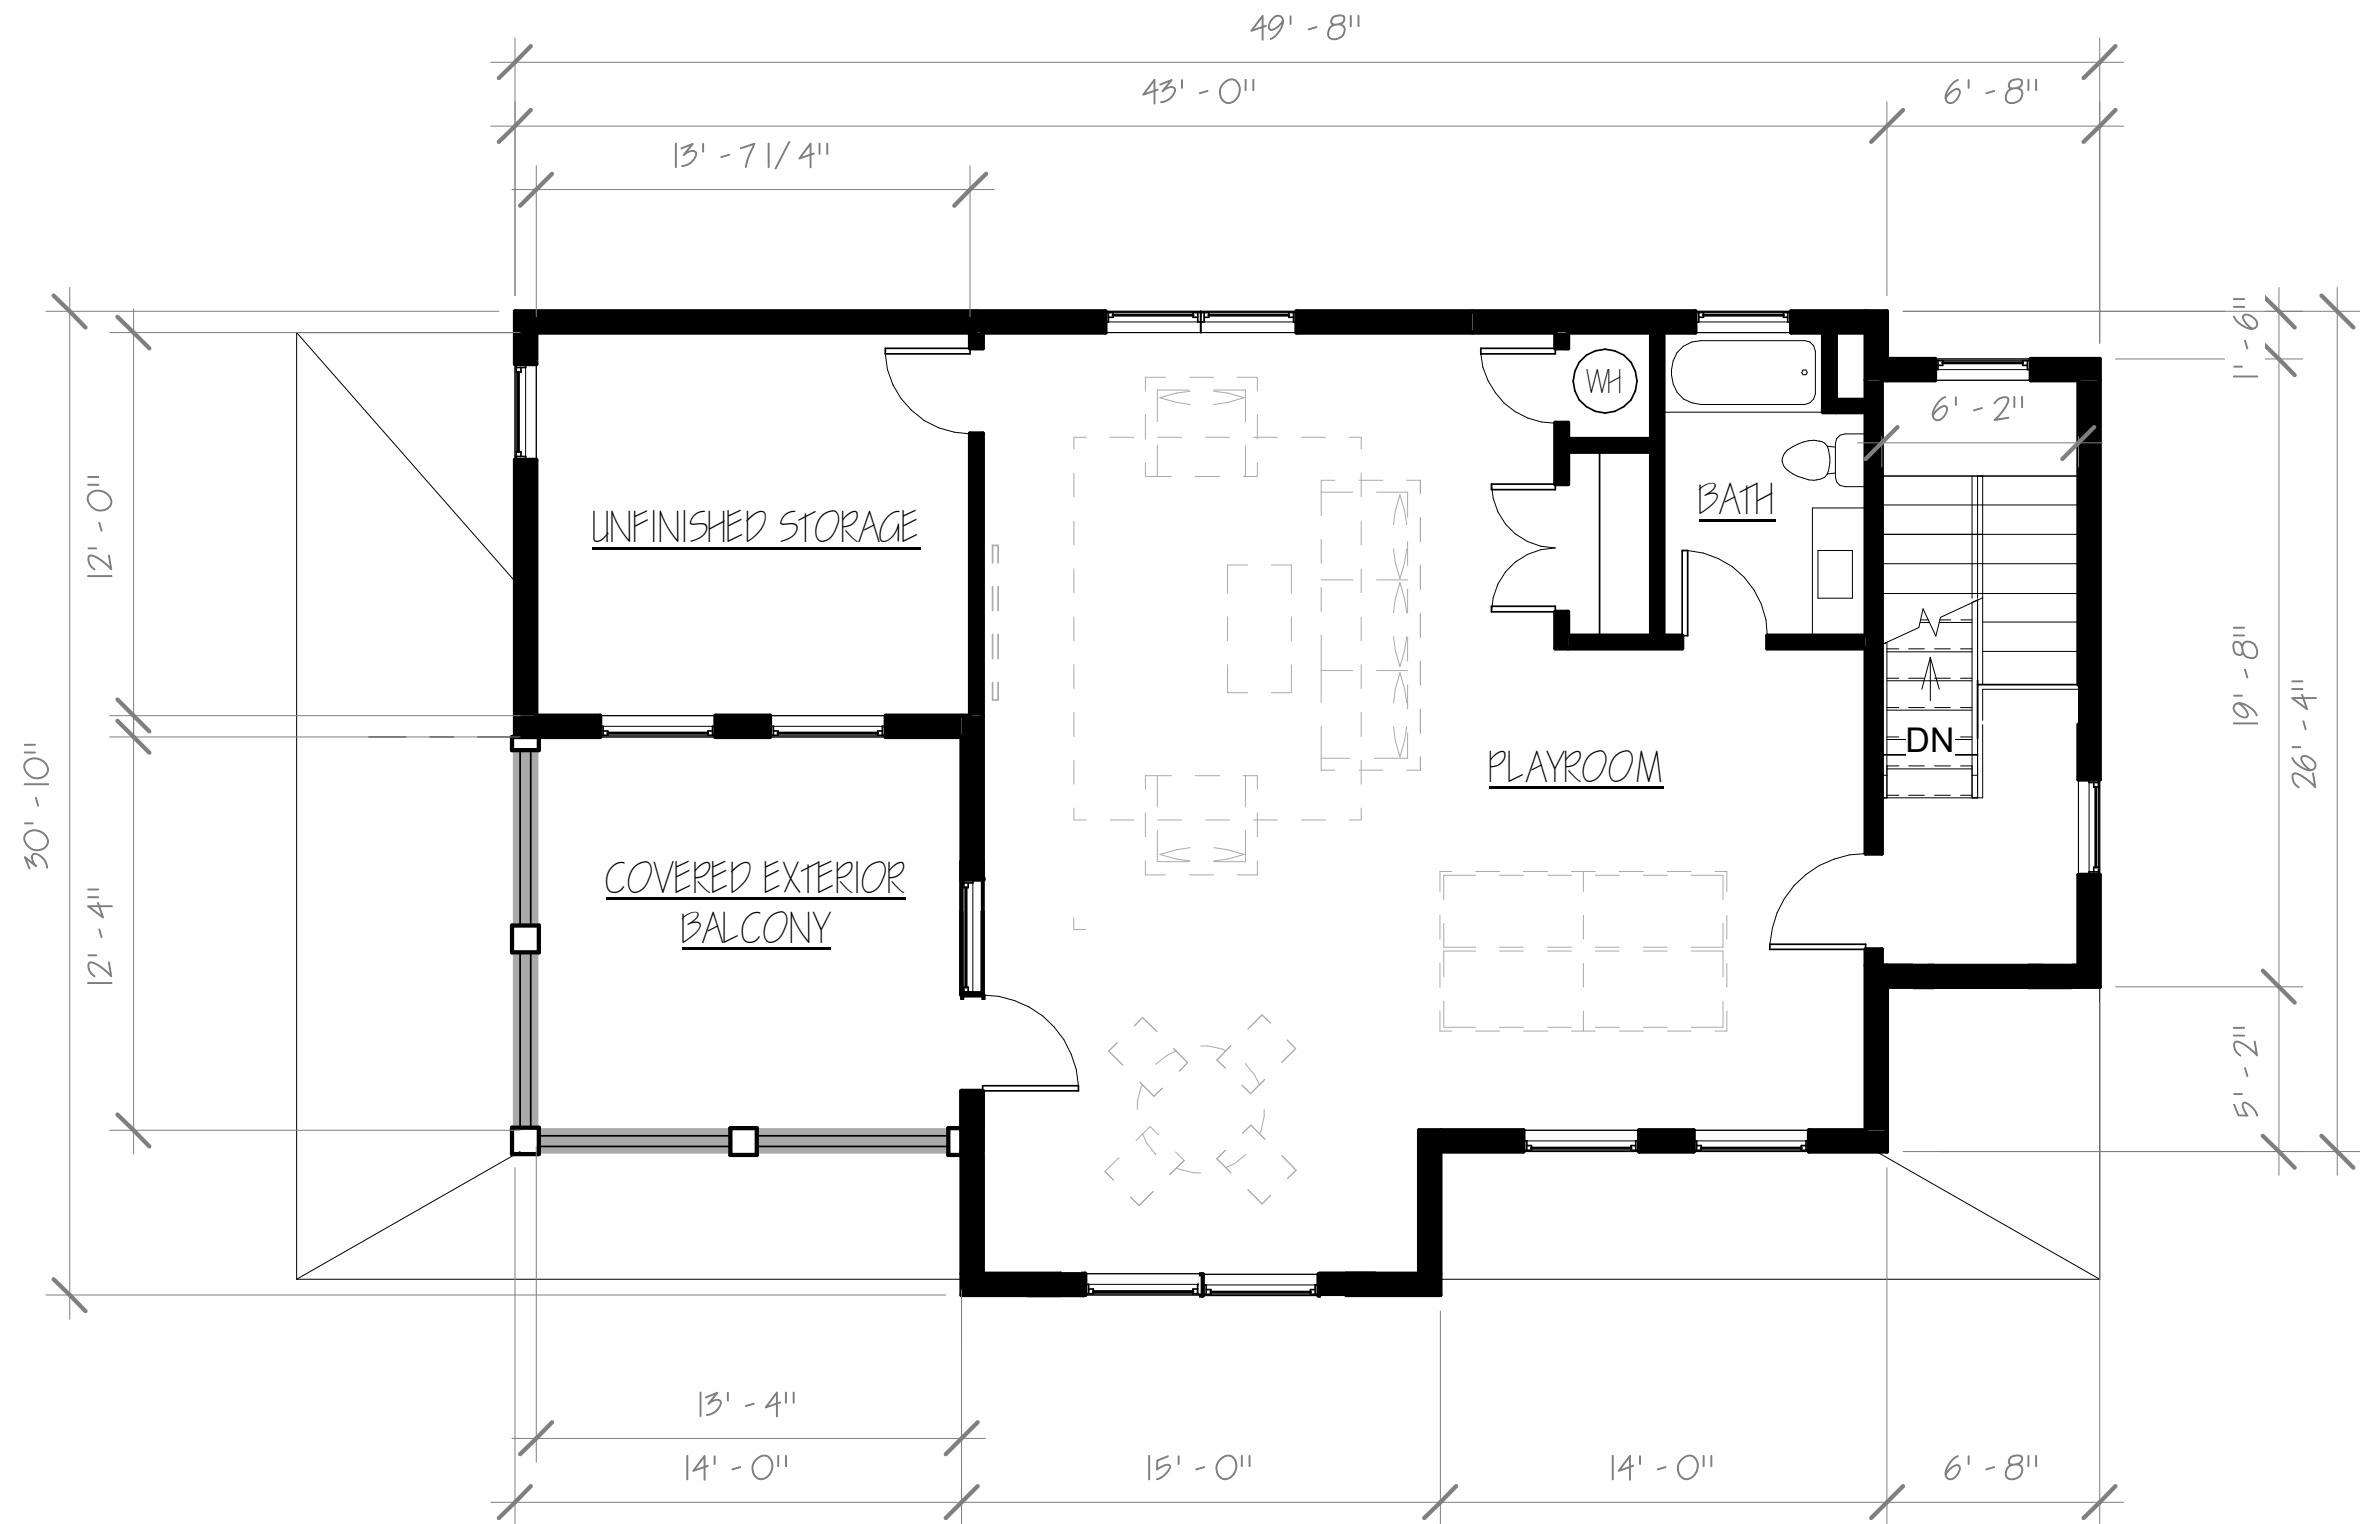 49' - 8"
43' - 0"
6' - 8"
13' - 7 1/4"
1' - 6"
WH
6' - 2"
12' - 0"
UNFINISHED STORAGE
BATH
19' - 8"
26' - 4"
DN
PLAYROOM
30' - 10"
COVERED EXTERIOR
BALCONY
12' - 4"
5' - 2"
13' - 4"
14' - 0"
15' - 0"
14' - 0"
6' - 8"